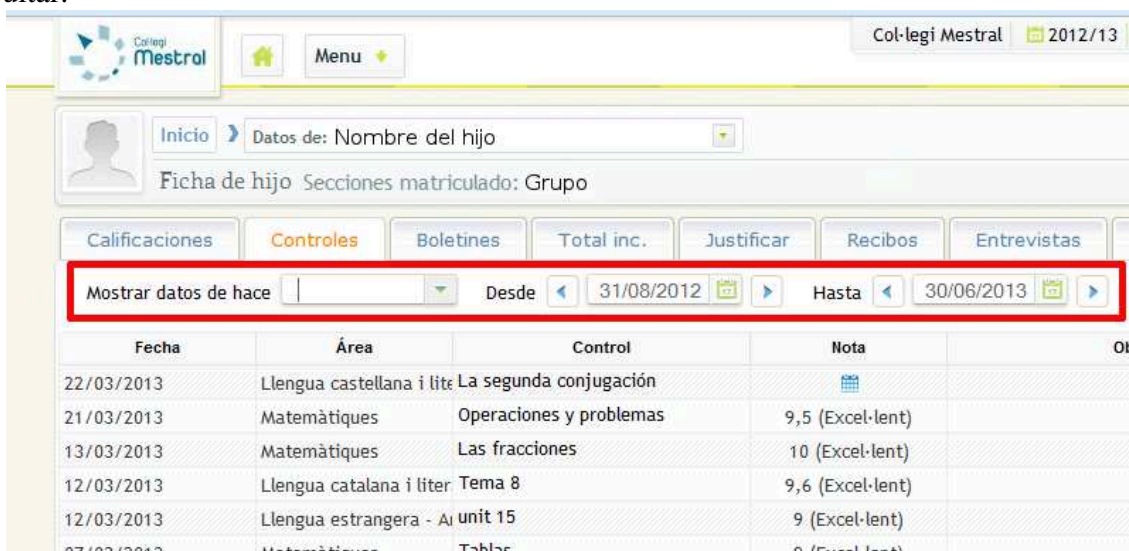 Col·legi
Mestral
Menu
Col·legi Mestral 2012/13
Inicio Datos de: Nombre del hijo
Ficha de hijo Secciones matriculado: Grupo
Calificaciones Controles Boletines Total inc. Justificar Recibos Entrevistas
Mostrar datos de hace Desde 31/08/2012 Hasta 30/06/2013
Fecha Área Control Nota
22/03/2013 Llengua castellana i lite La segunda conjugación
21/03/2013 Matemàtiques Operaciones y problemas 9,5 (Excel·lent)
13/03/2013 Matemàtiques Las fracciones 10 (Excel·lent)
12/03/2013 Llengua catalana i liter Tema 8 9,6 (Excel·lent)
12/03/2013 Llengua estrangera - unit 15 9 (Excel·lent)
Matemàtiques Tablas